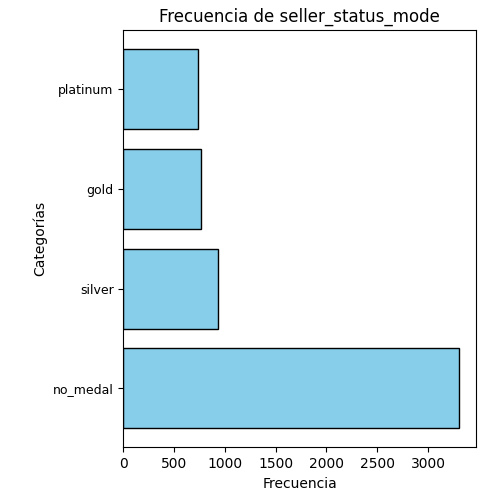 Frecuencia de seller_status_mode
Categorías
platinum
gold
silver
no_medal
0 500 1000 1500 2000 2500 3000
Frecuencia